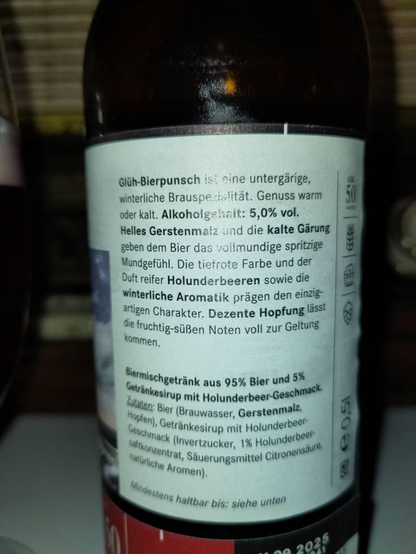 Glüh-Bierpunsch ist eine untergärige,
winterliche Brauspezialität. Genuss warm
oder kalt. Alkoholgehalt: 5,0% vol.
Helles Gerstenmalz und die kalte Gärung
geben dem Bier das vollmundige spritzige
Mundgefühl. Die tiefrote Farbe und der
Duft reifer Holunderbeeren sowie die
winterliche Aromatik prägen den einzig-
artigen Charakter. Dezente Hopfung lässt
die fruchtig-süßen Noten voll zur Geltung
kommen.
Biermischgetränk aus 95% Bier und 5%
Getränkesirup mit Holunderbeer-Geschmack.
Zutaten: Bier (Brauwasser, Gerstenmalz,
Hopfen), Getränkesirup mit Holunderbeer-
Geschmack (Invertzucker, 1% Holunderbeer-
saftkonzentrat, Säuerungsmittel Citronensäure,
natürliche Aromen).
Mindestens haltbar bis: siehe unten
50
e 0,5l
50
.09.2025